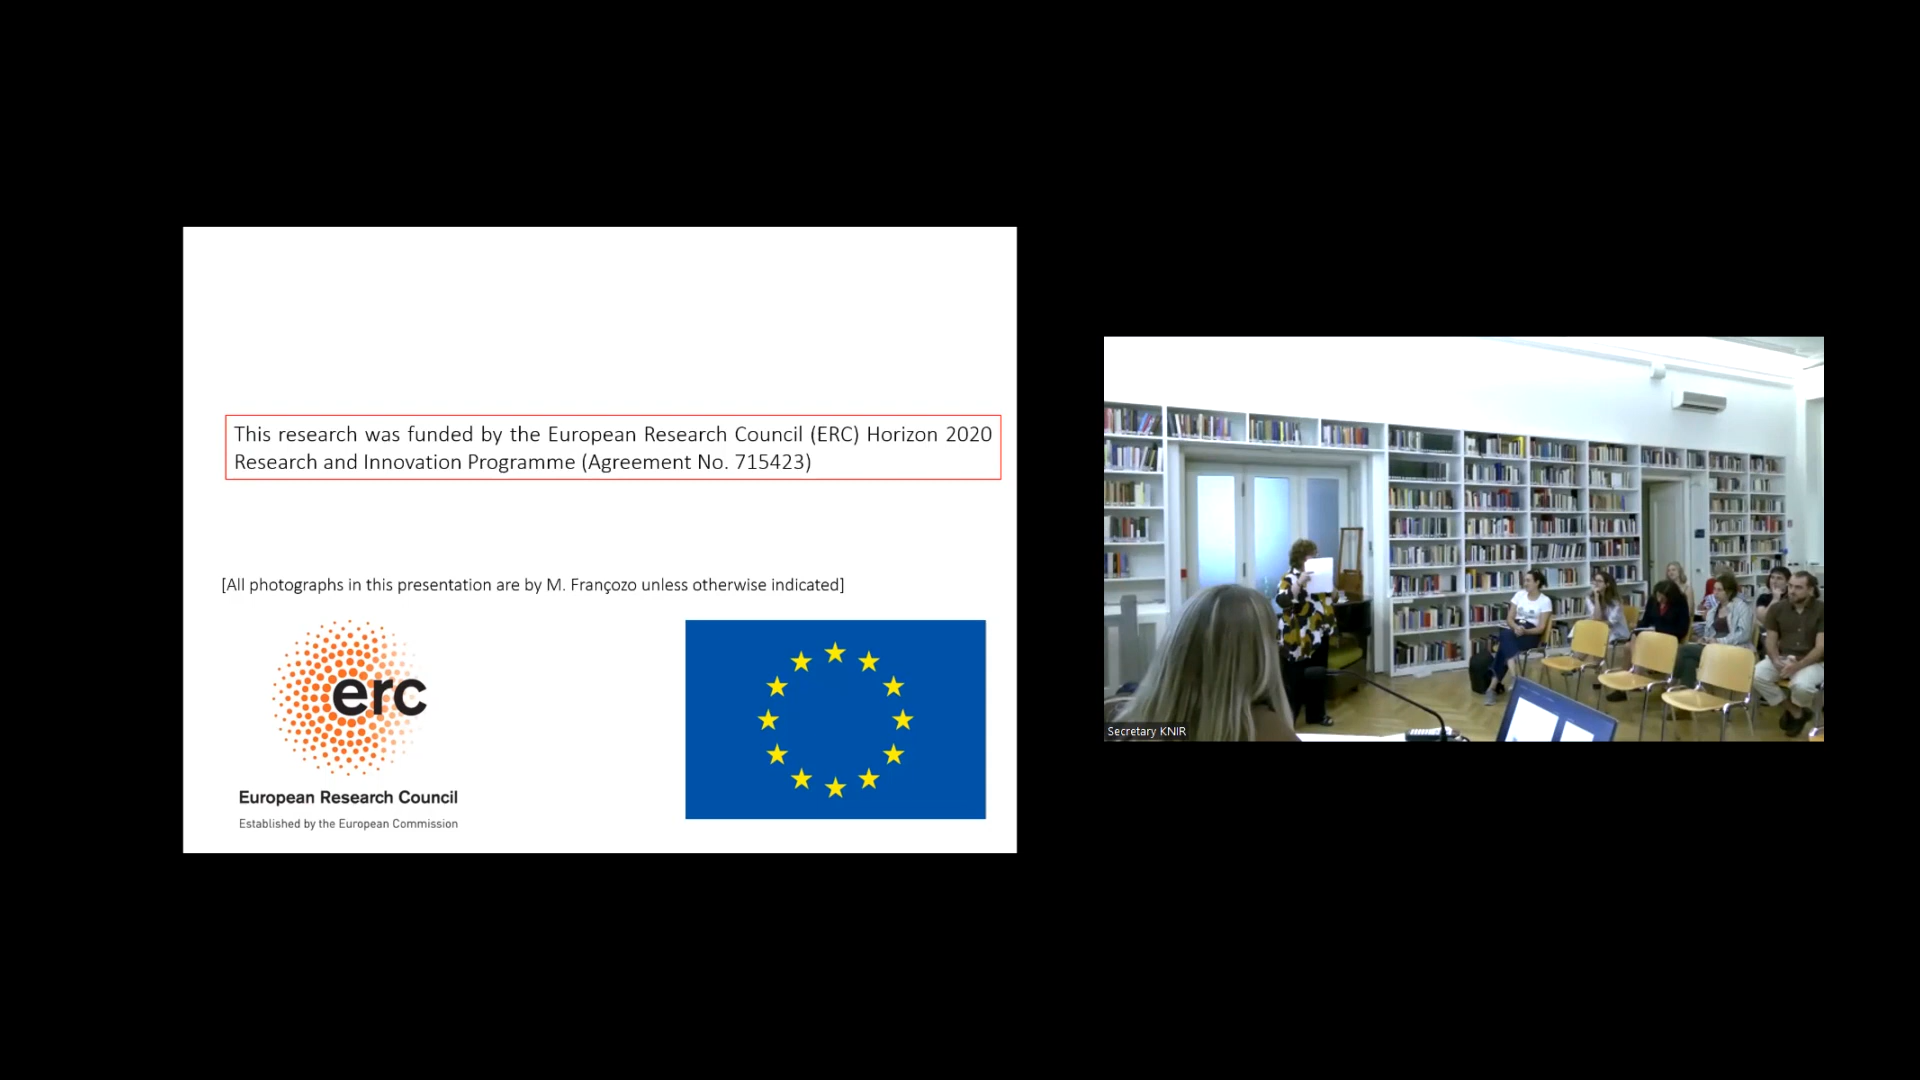 This research was funded by the European Research Council (ERC) Horizon 2020
Research and Innovation Programme (Agreement No. 715423)
[All photographs in this presentation are by M. Françozo unless otherwise indicated]
erc
European Research Council
Established by the European Commission
Secretary KNIR